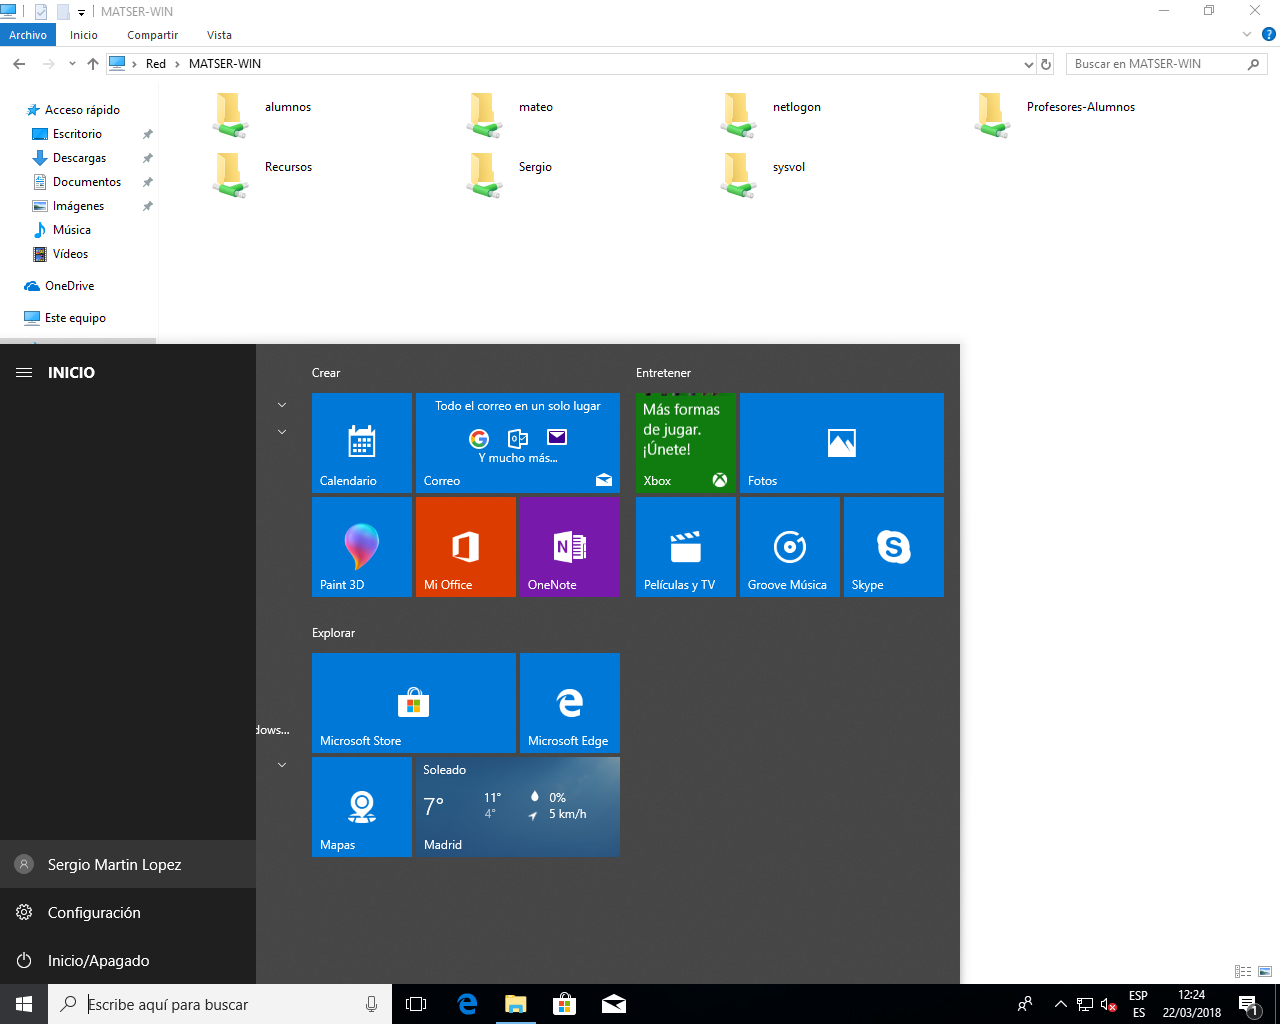 MATSER-WIN
Archivo
Inicio
Compartir
Vista
Red
MATSER-WIN
Buscar en MATSER-WIN
Acceso rápido
Escritorio
Descargas
Documentos
Imágenes
Música
Vídeos
OneDrive
Este equipo
alumnos
mateo
netlogon
Profesores-Alumnos
Recursos
Sergio
sysvol
INICIO
Sergio Martin Lopez
Configuración
Inicio/Apagado
dows...
Crear
Calendario
Todo el correo en un solo lugar
Y mucho más...
Correo
Paint 3D
Mi Office
OneNote
Entretener
Más formas
de jugar.
¡Únete!
Xbox
Fotos
Películas y TV
Groove Música
Skype
Explorar
Microsoft Store
Microsoft Edge
Mapas
Soleado
7° 11° 0%
4° 5 km/h
Madrid
Escribe aquí para buscar
ESP
ES
12:24
22/03/2018
1